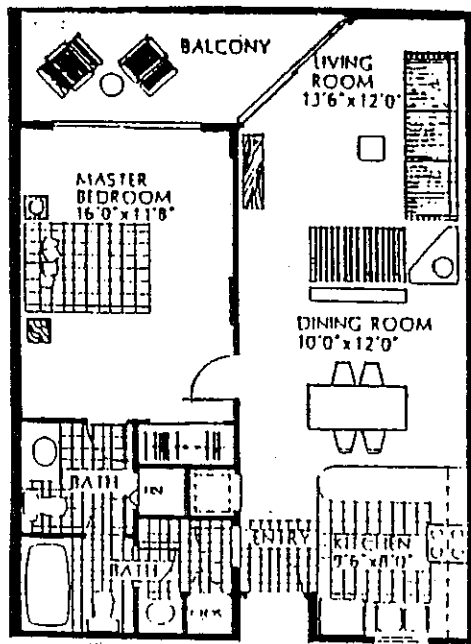 BALCONY
LIVING
ROOM
13'6" x 12'0"
MASTER
BEDROOM
16'0" x 11'8"
DINING ROOM
10'0" x 12'0"
BATH
BATH
ENTRY
KITCHEN
9'6" x 8'0"